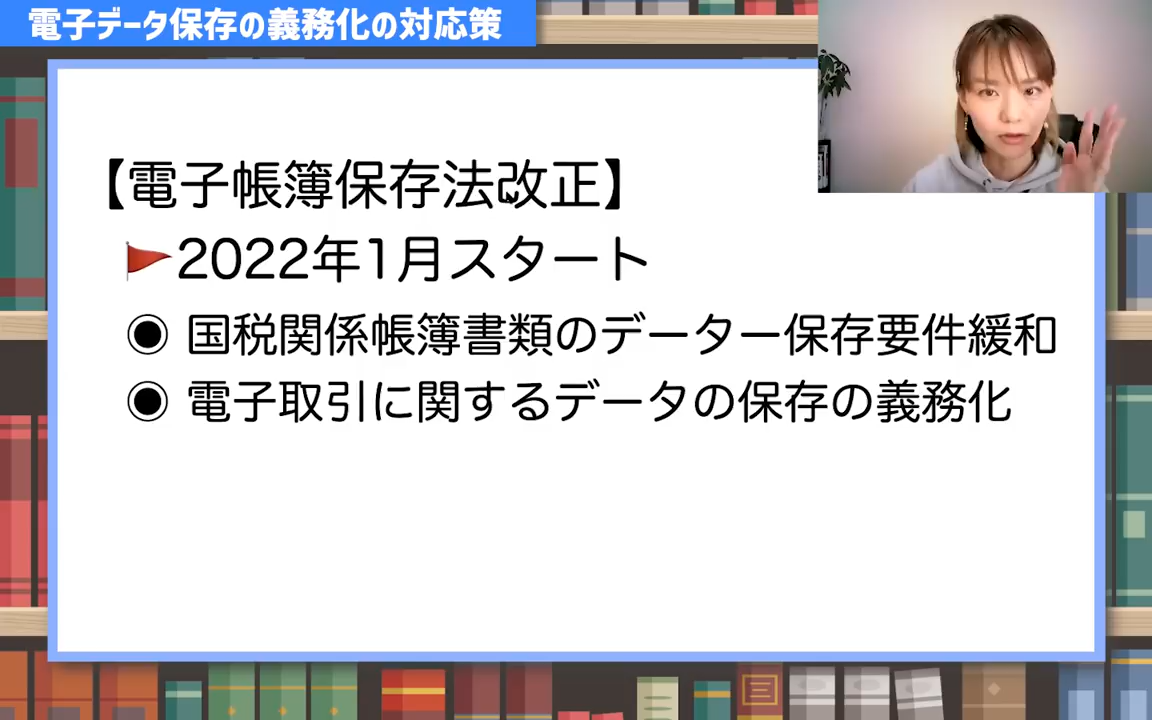 電子データ保存の義務化の対応策
【電子帳簿保存法改正】
🚩2022年1月スタート
◉ 国税関係帳簿書類のデーター保存要件緩和
◉ 電子取引に関するデータの保存の義務化